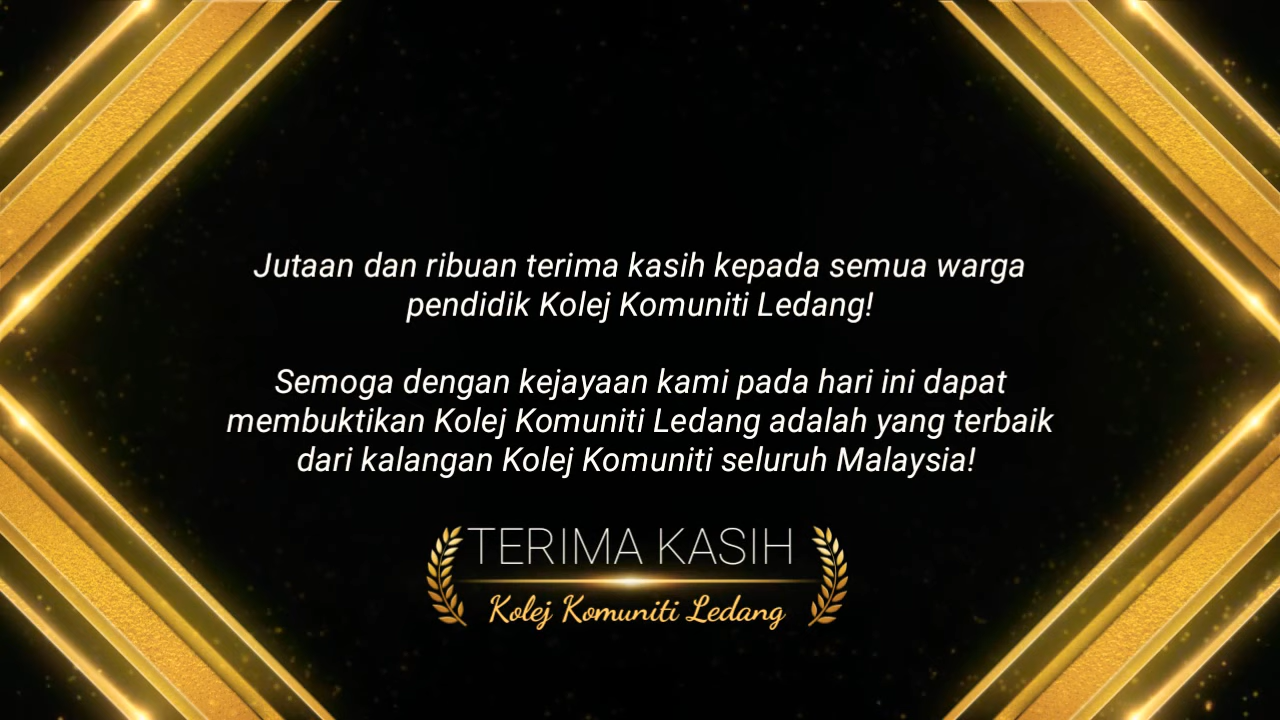 Jutaan dan ribuan terima kasih kepada semua warga
pendidik Kolej Komuniti Ledang!
Semoga dengan kejayaan kami pada hari ini dapat
membuktikan Kolej Komuniti Ledang adalah yang terbaik
dari kalangan Kolej Komuniti seluruh Malaysia!
TERIMA KASIH
Kolej Komuniti Ledang